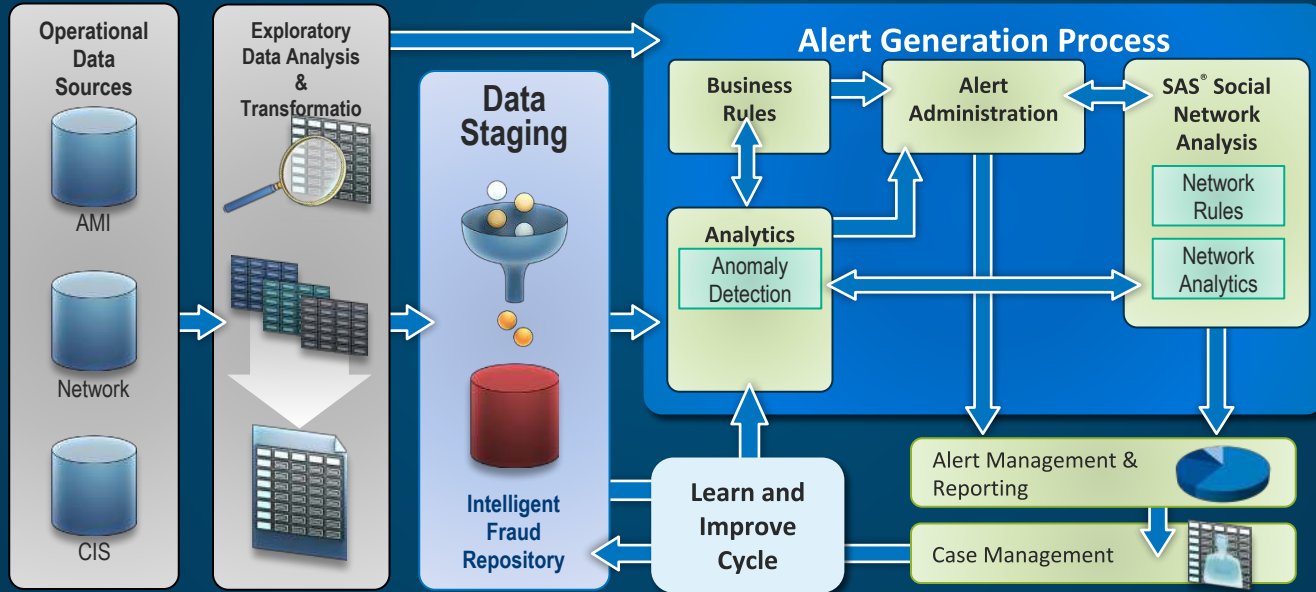 Operational
Data
Sources
AMI
Network
CIS
Exploratory
Data Analysis
&
Transformatio
Data
Staging
Intelligent
Fraud
Repository
Alert Generation Process
Business
Rules
Alert
Administration
SAS® Social
Network
Analysis
Network
Rules
Network
Analytics
Analytics
Anomaly
Detection
Learn and
Improve
Cycle
Alert Management &
Reporting
Case Management